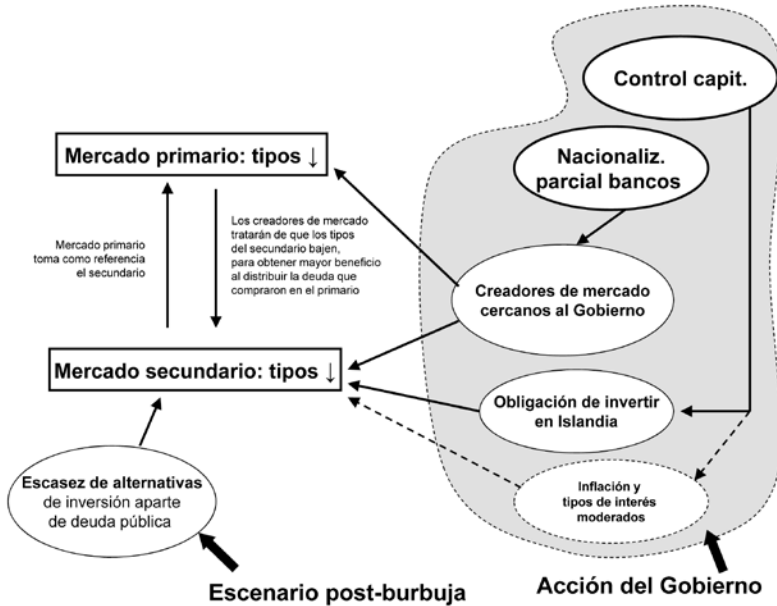 Control capit.
Mercado primario: tipos ↓
Nacionaliz.
parcial bancos
Mercado primario
toma como referencia
el secundario
Los creadores de mercado
tratarán de que los tipos
del secundario bajen,
para obtener mayor beneficio
al distribuir la deuda que
compraron en el primario
Creadores de mercado
cercanos al Gobierno
Mercado secundario: tipos ↓
Obligación de invertir
en Islandia
Escasez de alternativas
de inversión aparte
de deuda pública
Inflación y
tipos de interés
moderados
Escenario post-burbuja
Acción del Gobierno